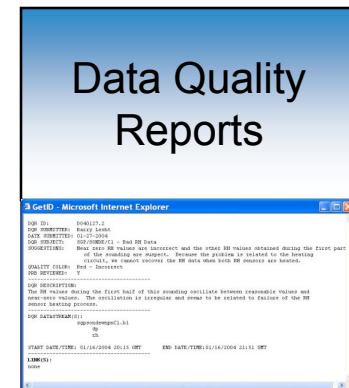 Data Quality
Reports
GetID - Microsoft Internet Explorer
DQR ID: D040127.2
DQR SUBMITTER: Barry Lesht
DATE SUBMITTED: 01-27-2004
DQR SUBJECT: SGP/SONDE/C1 - Bad RH Data
SUGGESTIONS: Near zero RH values are incorrect and the other RH values obtained during the first part
of the sounding are suspect. Because the problem is related to the heating
circuit, we cannot recover the RH data when both RH sensors are heated.
QUALITY COLOR: Red - Incorrect
PRB REVIEWED: Y
DQR DESCRIPTION:
The RH values during the first half of this sounding oscillate between reasonable values and
near-zero values. The oscillation is irregular and seems to be related to failure of the RH
sensor heating process.
DQR DATASTREAM(S):
sgpsondewnpnC1.b1
dp
rh
START DATE/TIME: 01/16/2004 20:15 GMT END DATE/TIME:01/16/2004 21:51 GMT
LINK(S):
none